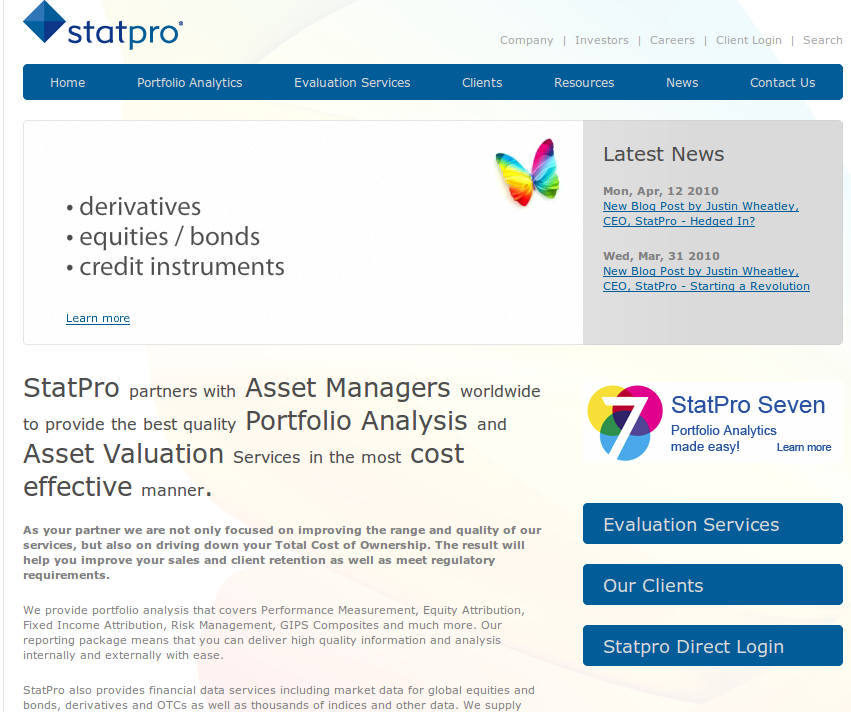 statpro®
Company | Investors | Careers | Client Login | Search
Home Portfolio Analytics Evaluation Services Clients Resources News Contact Us
• derivatives
• equities / bonds
• credit instruments
Learn more
Latest News
Mon, Apr, 12 2010
New Blog Post by Justin Wheatley,
CEO, StatPro - Hedged In?
Wed, Mar, 31 2010
New Blog Post by Justin Wheatley,
CEO, StatPro - Starting a Revolution
StatPro partners with Asset Managers worldwide
to provide the best quality Portfolio Analysis and
Asset Valuation Services in the most cost
effective manner.
As your partner we are not only focused on improving the range and quality of our
services, but also on driving down your Total Cost of Ownership. The result will
help you improve your sales and client retention as well as meet regulatory
requirements.
We provide portfolio analysis that covers Performance Measurement, Equity Attribution,
Fixed Income Attribution, Risk Management, GIPS Composites and much more. Our
reporting package means that you can deliver high quality information and analysis
internally and externally with ease.
StatPro also provides financial data services including market data for global equities and
bonds, derivatives and OTCs as well as thousands of indices and other data. We supply
7
StatPro Seven
Portfolio Analytics
made easy! Learn more
Evaluation Services
Our Clients
Statpro Direct Login